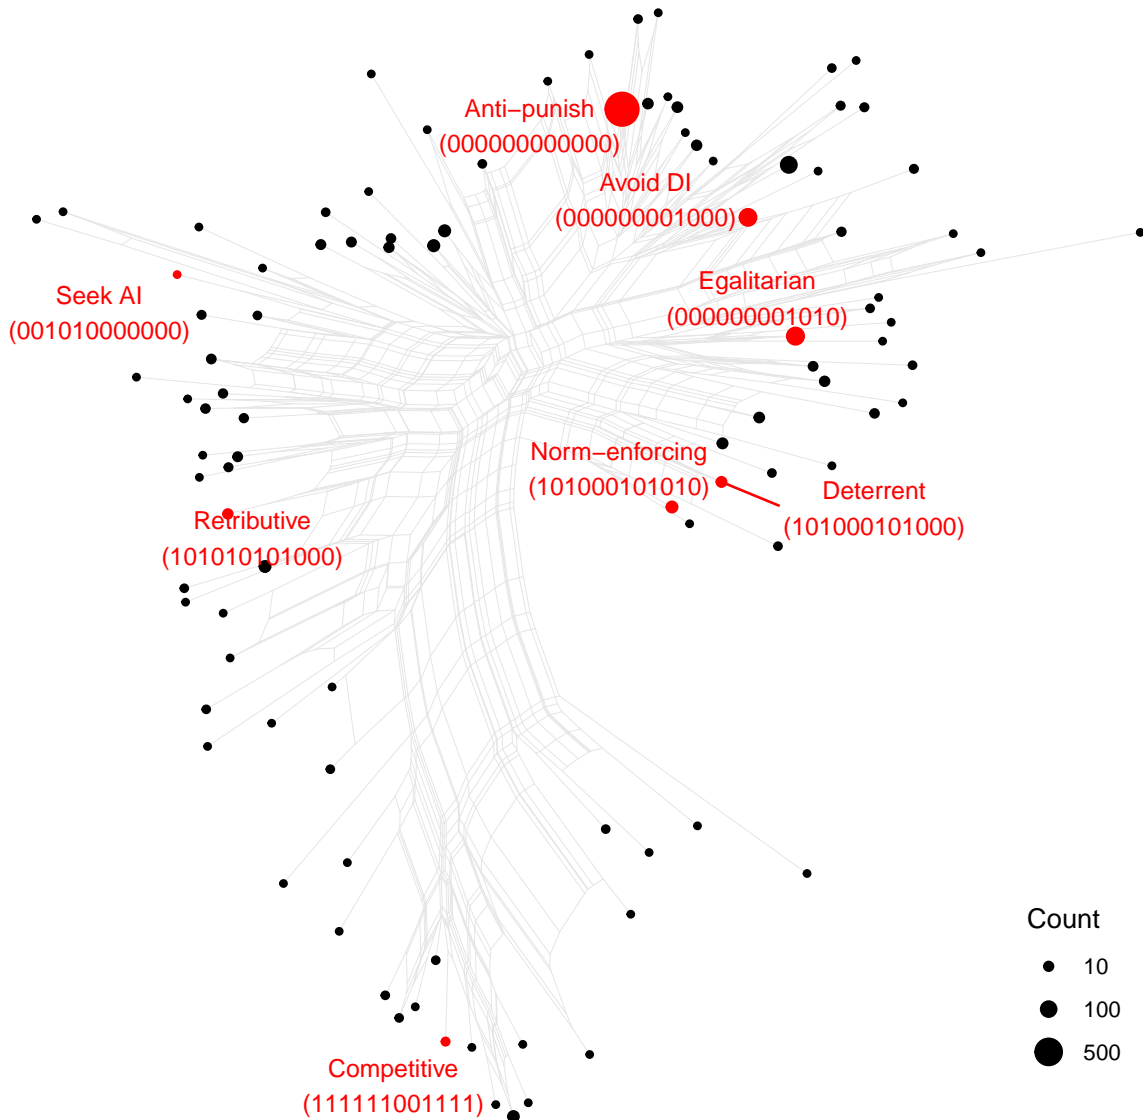 Anti−punish
(000000000000)
Avoid DI
(000000001000)
Egalitarian
(000000001010)
Seek AI
(001010000000)
Norm−enforcing
(101000101010)
Deterrent
(101000101000)
Retributive
(101010101000)
Competitive
(111111001111)
Count
10
100
500